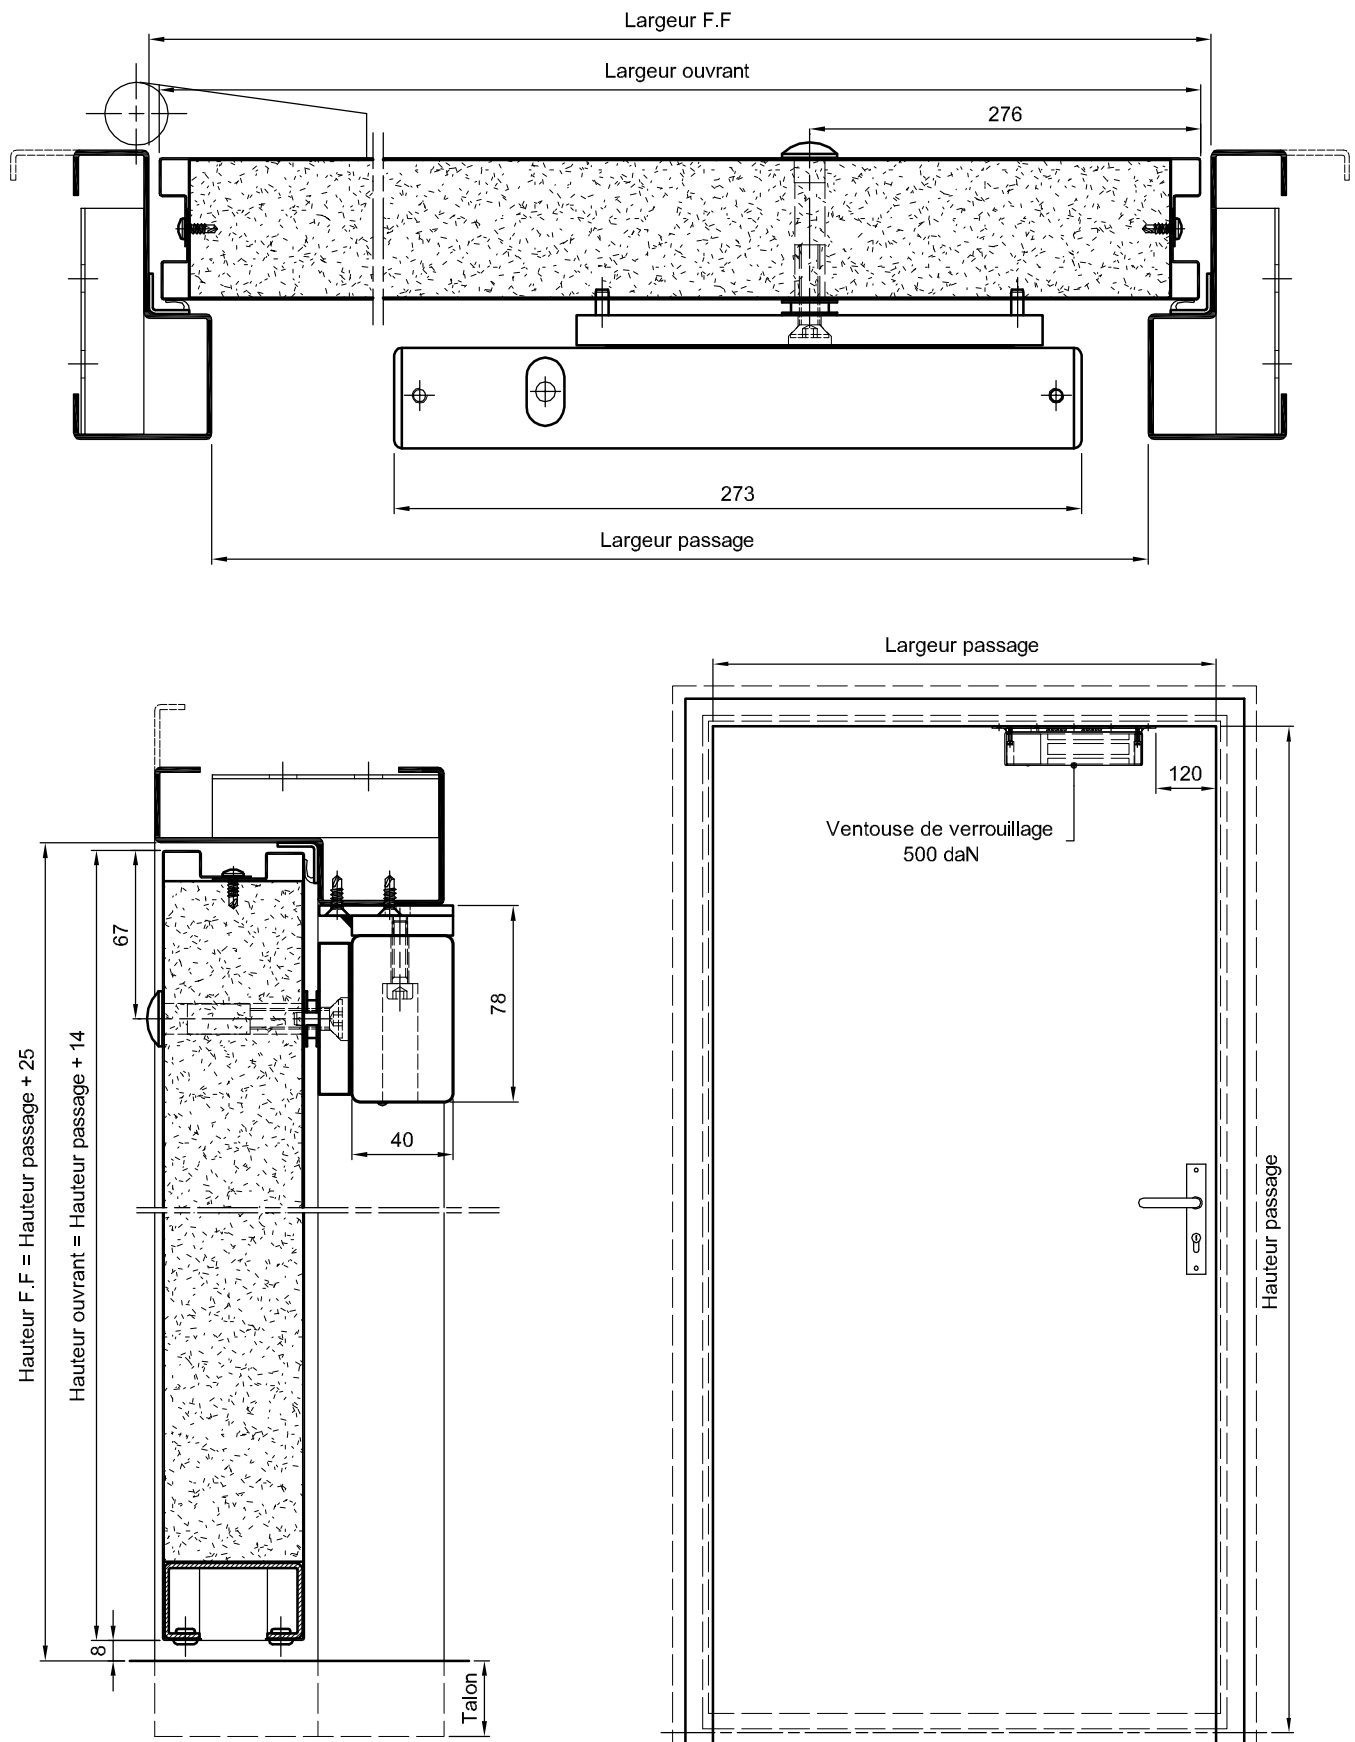 Largeur F.F
Largeur ouvrant
276
273
Largeur passage
Largeur passage
120
Ventouse de verrouillage
500 daN
67
78
40
Hauteur F.F = Hauteur passage + 25
Hauteur ouvrant = Hauteur passage + 14
Hauteur passage
8
Talon